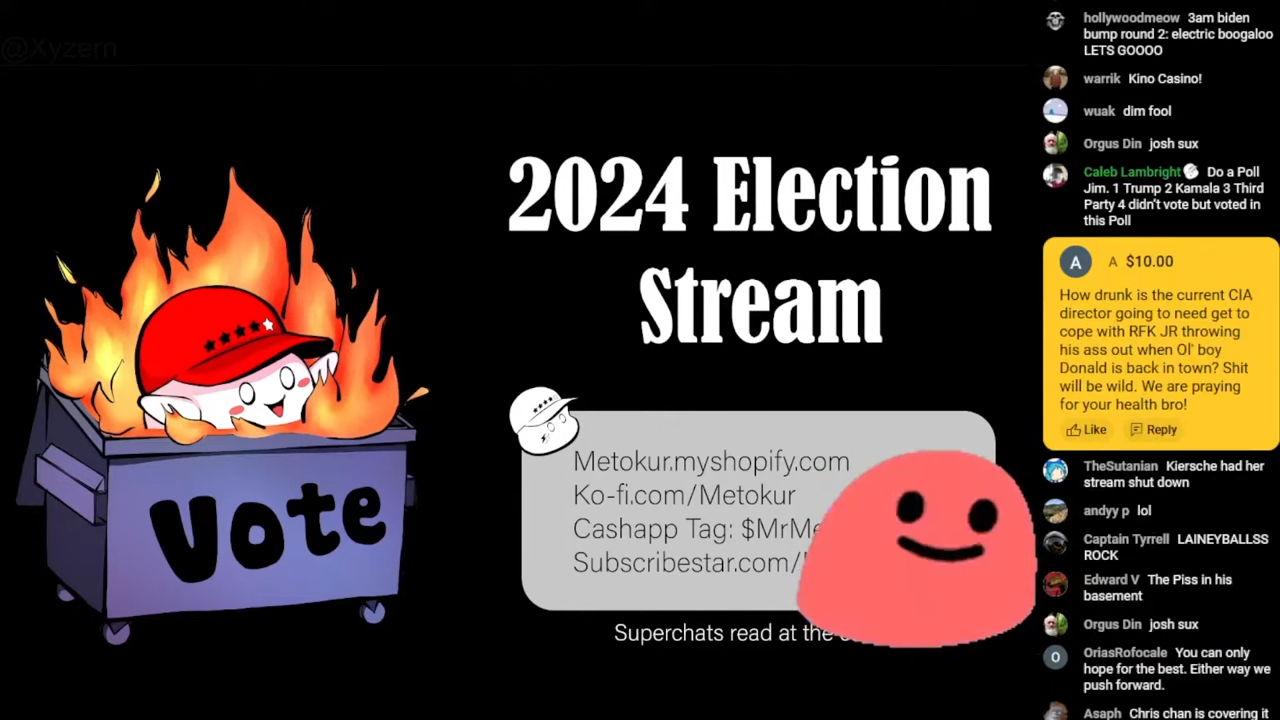 @Xyzern
2024 Election
Stream
Vote
Metokur.myshopify.com
Ko-fi.com/Metokur
Cashapp Tag: $MrMe
Subscribestar.com/
Superchats read at the
hollywoodmeow 3am biden
bump round 2: electric boogaloo
LETS GOOOO
warrik Kino Casino!
wuak dim fool
Orgus Din josh sux
Caleb Lambright Do a Poll
Jim. 1 Trump 2 Kamala 3 Third
Party 4 didn't vote but voted in
this Poll
A A $10.00
How drunk is the current CIA
director going to need get to
cope with RFK JR throwing
his ass out when Ol' boy
Donald is back in town? Shit
will be wild. We are praying
for your health bro!
Like Reply
TheSutanian Kiersche had her
stream shut down
andyy p lol
Captain Tyrrell LAINEYBALLSS
ROCK
Edward V The Piss in his
basement
Orgus Din josh sux
O OriasRofocale You can only
hope for the best. Either way we
push forward.
Asaph Chris chan is covering it